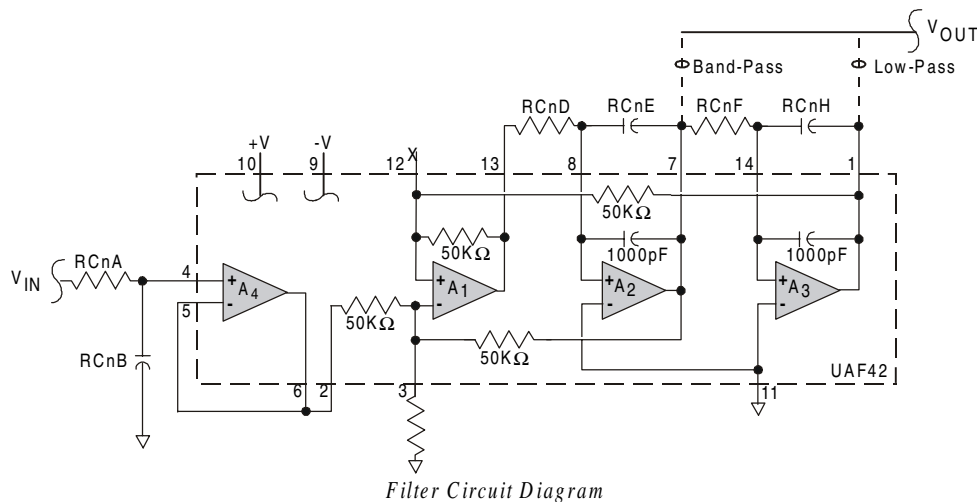 VOUT
Band-Pass
Low-Pass
RCnD
RCnE
RCnF
RCnH
+V
-V
10
9
12
X
13
8
7
14
1
50KΩ
50KΩ
1000pF
1000pF
VIN
RCnA
4
+
A4
-
5
+
A1
-
+
A2
-
+
A3
-
50KΩ
50KΩ
RCnB
6
2
3
11
UAF42
Filter Circuit Diagram